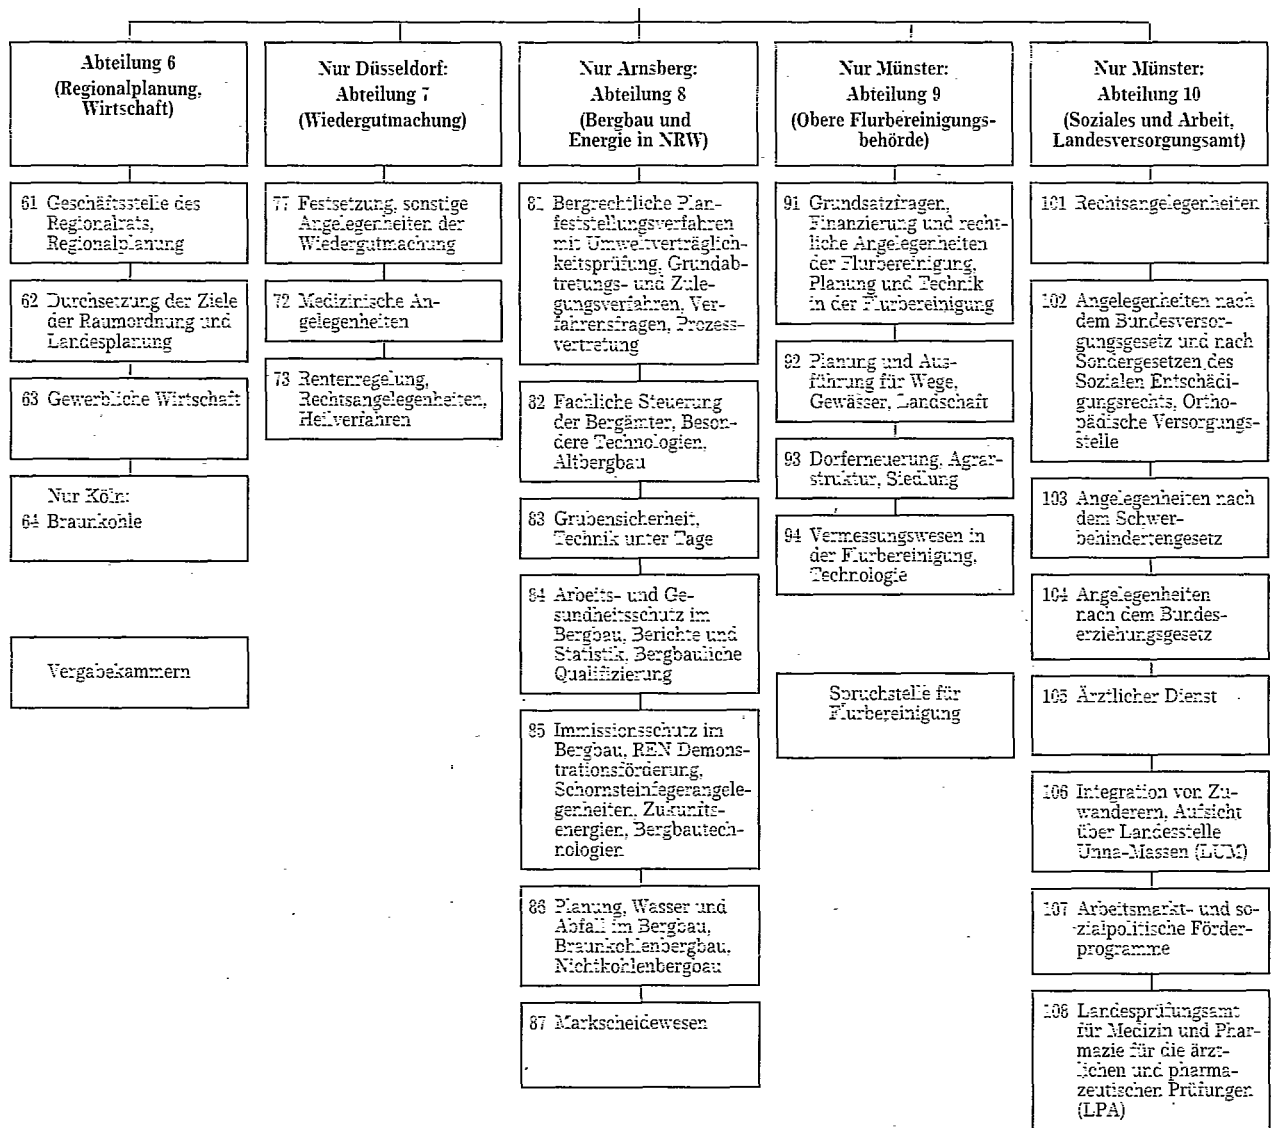 Abteilung 6
(Regionalplanung,
Wirtschaft)
61 Geschäftsstelle des
Regionalrats,
Regionalplanung
62 Durchsetzung der Ziele
der Raumordnung und
Landesplanung
63 Gewerbliche Wirtschaft
Nur Köln:
64 Braunkohle
Vergabekammern
Nur Düsseldorf:
Abteilung 7
(Wiedergutmachung)
Festsetzung, sonstige
Angelegenheiten der
Wiedergutmachung
72 Medizinische An-
gelegenheiten
73 Rentenregelung,
Rechtsangelegenheiten,
Heilverfahren
Nur Arnsberg:
Abteilung 8
(Bergbau und
Energie in NRW)
81 Bergrechtliche Plan-
feststellungsverfahren
mit Umweltverträglich-
keitsprüfung, Grundab-
tretungs- und Zule-
gungsverfahren, Ver-
fahrensfragen, Prozess-
vertretung
82 Fachliche Steuerung
der Bergämter, Beson-
dere Technologien,
Altbergbau
83 Grubensicherheit,
Technik unter Tage
84 Arbeits- und Ge-
sundheitsschutz im
Bergbau, Berichte und
Statistik, Bergbauliche
Qualifizierung
85 Immissionsschutz im
Bergbau, REN Demons-
trationsförderung,
Schornsteinfegerangele-
genheiten, Zukunfts-
energien, Bergbautech-
nologien
86 Planung, Wasser und
Abfall im Bergbau,
Braunkohlenbergbau,
Nichtkohlenbergbau
87 Markscheidewesen
Nur Münster:
Abteilung 9
(Obere Flurbereinigungs-
behörde)
91 Grundsatzfragen,
Finanzierung und recht-
liche Angelegenheiten
der Flurbereinigung,
Planung und Technik
in der Flurbereinigung
92 Planung und Aus-
führung für Wege,
Gewässer, Landschaft
93 Dorferneuerung, Agrar-
struktur, Siedlung
94 Vermessungswesen in
der Flurbereinigung,
Technologie
Spruchstelle für
Flurbereinigung
Nur Münster:
Abteilung 10
(Soziales und Arbeit,
Landesversorgungsamt)
101 Rechtsangelegenheiten
102 Angelegenheiten nach
dem Bundesversor-
gungsgesetz und nach
Sondergesetzen des
Sozialen Entschädi-
gungsrechts, Ortho-
pädische Versorgungs-
stelle
103 Angelegenheiten nach
dem Schwer-
behindertengesetz
104 Angelegenheiten
nach dem Bundes-
erziehungsgesetz
105 Ärztlicher Dienst
106 Integration von Zu-
wanderern, Aufsicht
über Landesstelle
Unna-Massen (LUM)
107 Arbeitsmarkt- und so-
zialpolitische Förder-
programme
108 Landesprüfungsamt
für Medizin und Phar-
mazie für die ärzt-
lichen und pharma-
zeutischen Prüfungen
(LPA)